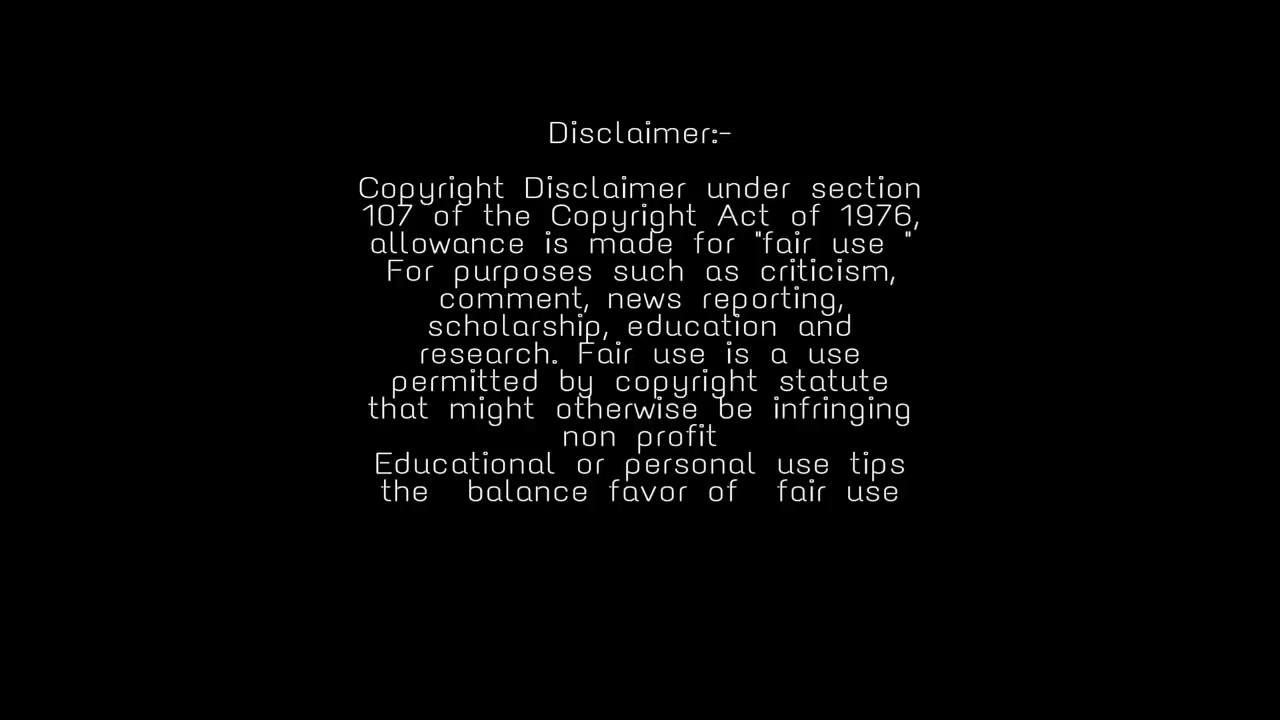 Disclaimer:-
Copyright Disclaimer under section
107 of the Copyright Act of 1976,
allowance is made for "fair use "
For purposes such as criticism,
comment, news reporting,
scholarship, education and
research. Fair use is a use
permitted by copyright statute
that might otherwise be infringing
non profit
Educational or personal use tips
the balance favor of fair use